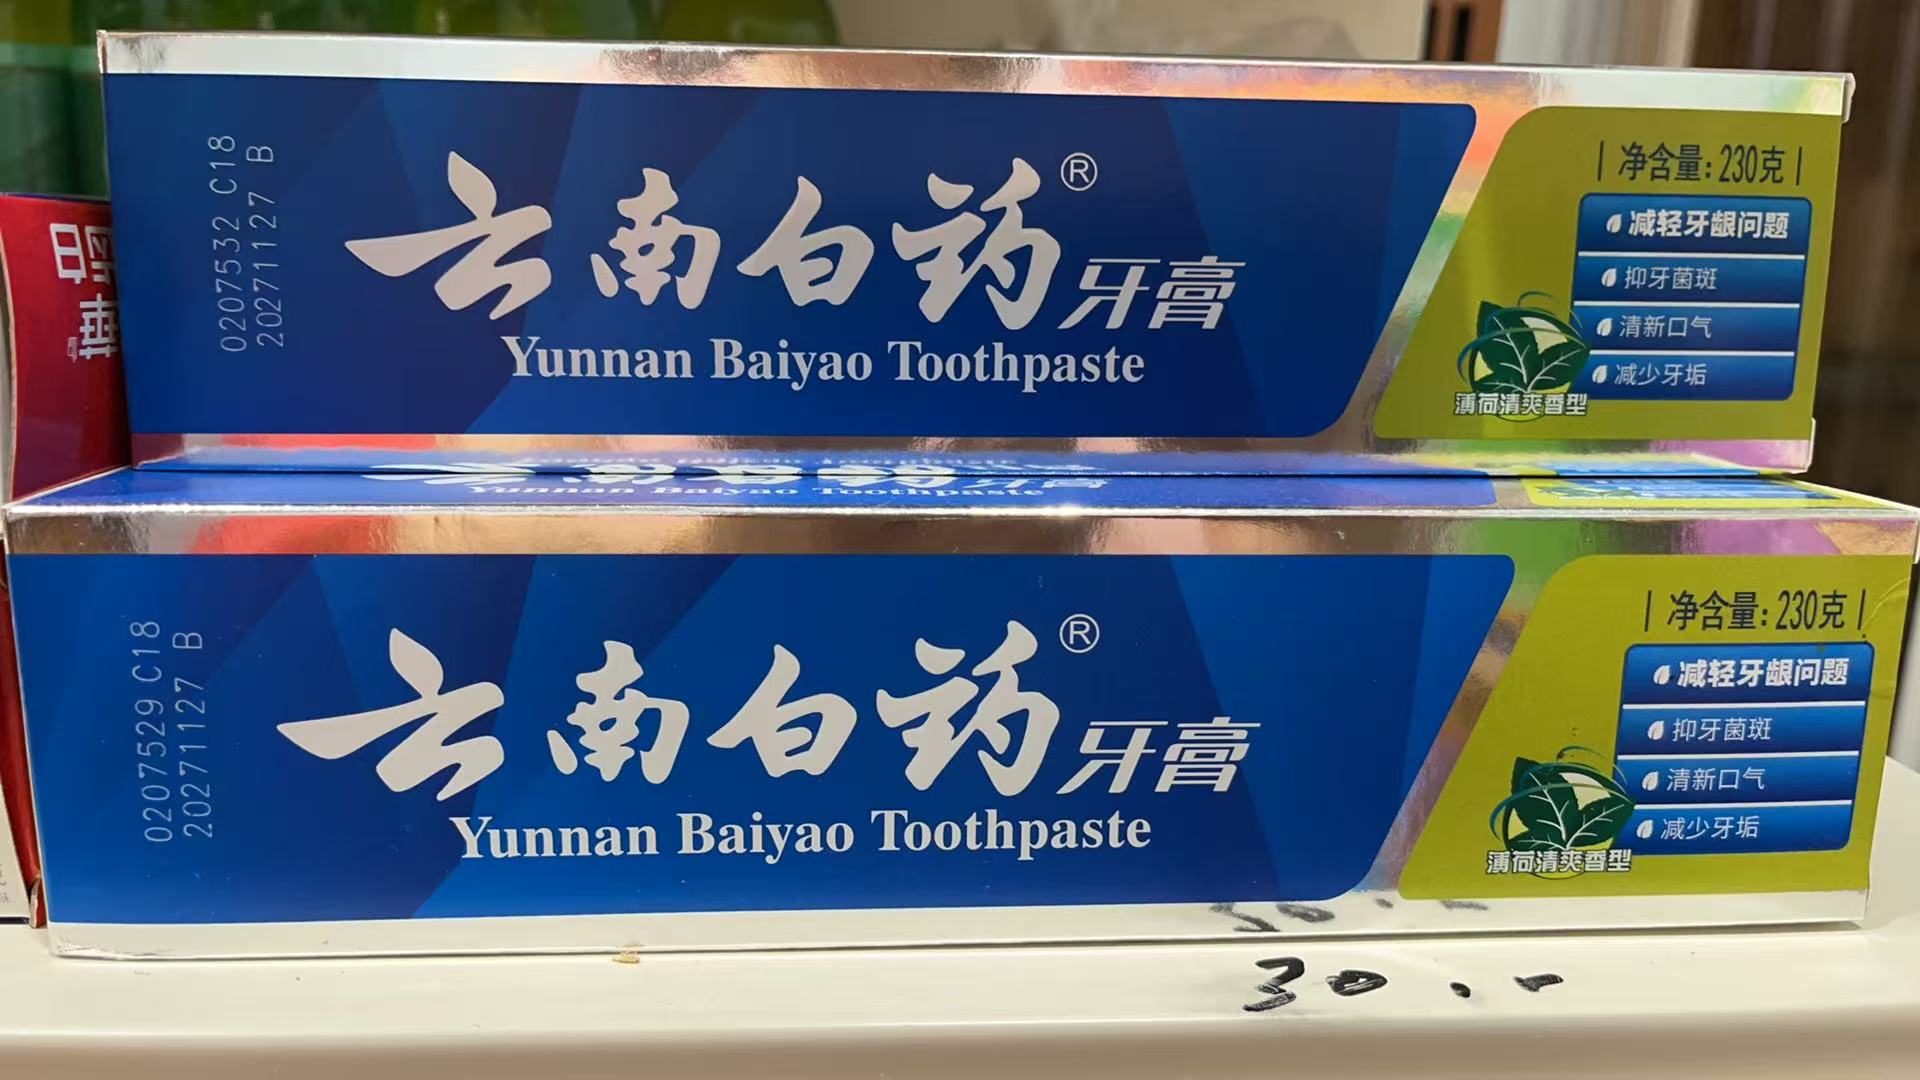 0207532 C18
20271127 B
云南白药®牙膏
Yunnan Baiyao Toothpaste
净含量:230克
减轻牙龈问题
抑牙菌斑
清新口气
减少牙垢
薄荷清爽香型
Yunnan Baiyao Toothpaste
0207529 C18
20271127 B
云南白药®牙膏
Yunnan Baiyao Toothpaste
净含量:230克
减轻牙龈问题
抑牙菌斑
清新口气
减少牙垢
薄荷清爽香型
30.-